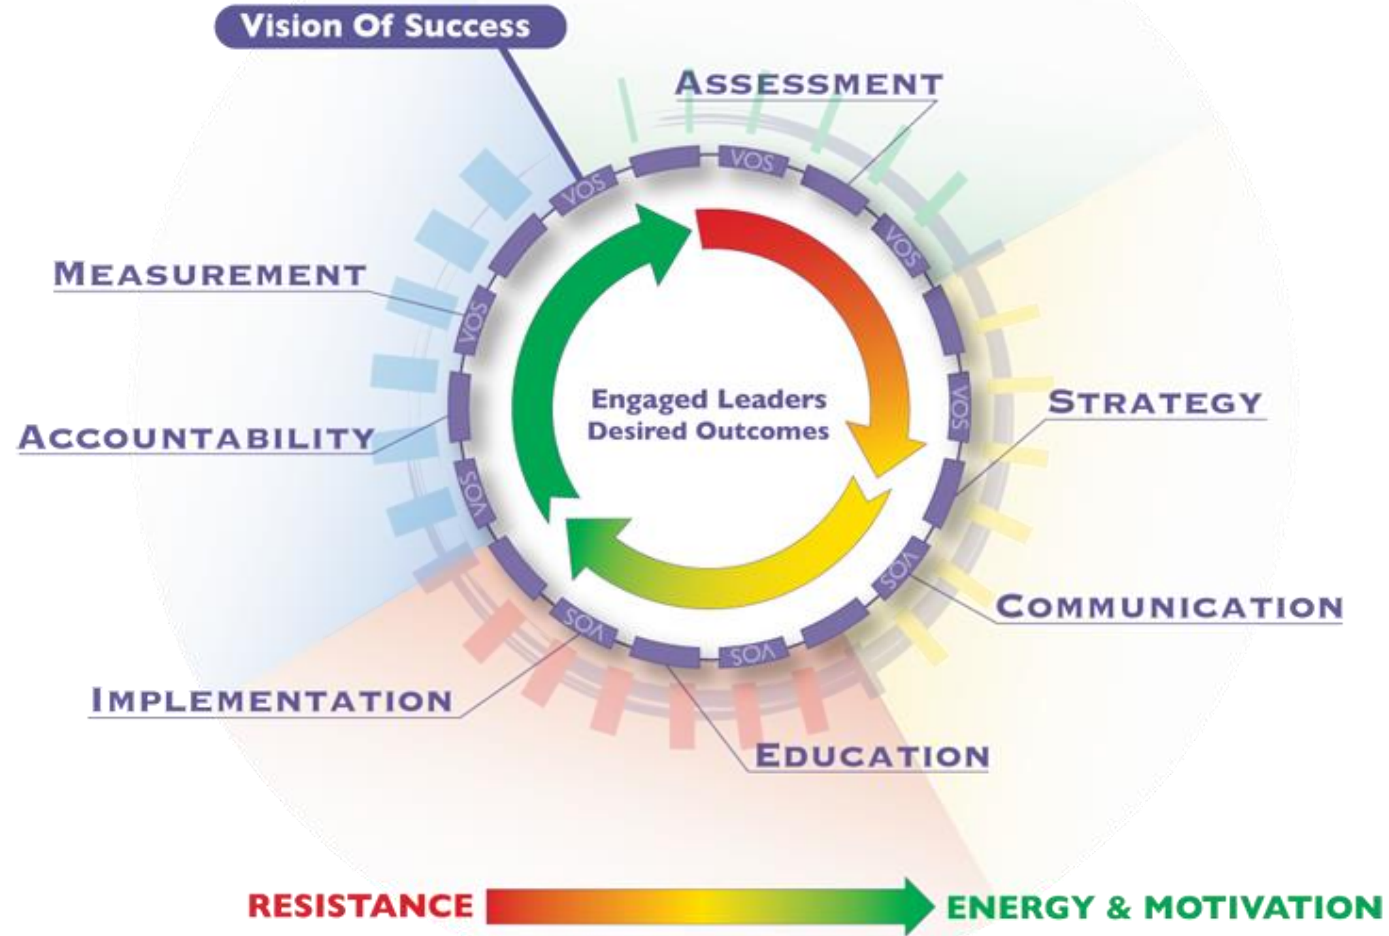 Vision Of Success
ASSESSMENT
VOS
VOS
VOS
MEASUREMENT
VOS
Engaged Leaders
Desired Outcomes
VOS
STRATEGY
ACCOUNTABILITY
VOS
VOS
COMMUNICATION
VOS
VOS
IMPLEMENTATION
EDUCATION
RESISTANCE
ENERGY & MOTIVATION